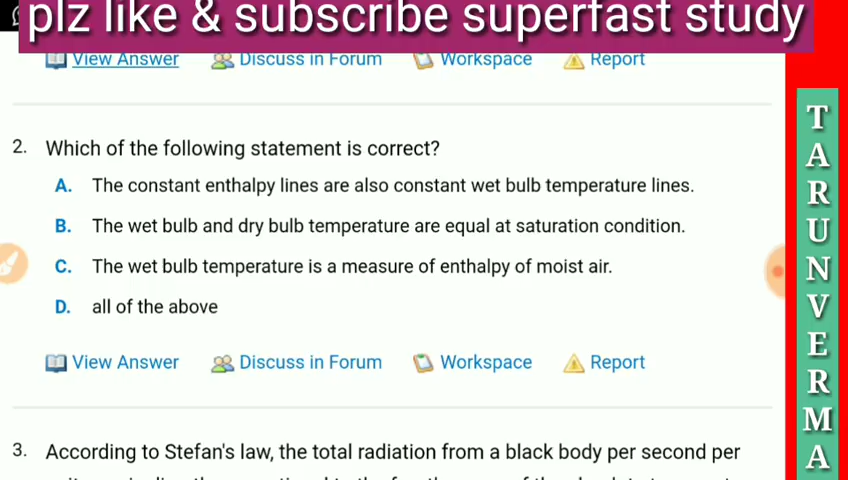 plz like & subscribe superfast study
View Answer Discuss in Forum Workspace Report
2. Which of the following statement is correct?
A. The constant enthalpy lines are also constant wet bulb temperature lines.
B. The wet bulb and dry bulb temperature are equal at saturation condition.
C. The wet bulb temperature is a measure of enthalpy of moist air.
D. all of the above
View Answer Discuss in Forum Workspace Report
3. According to Stefan's law, the total radiation from a black body per second per
TARUNVERMA